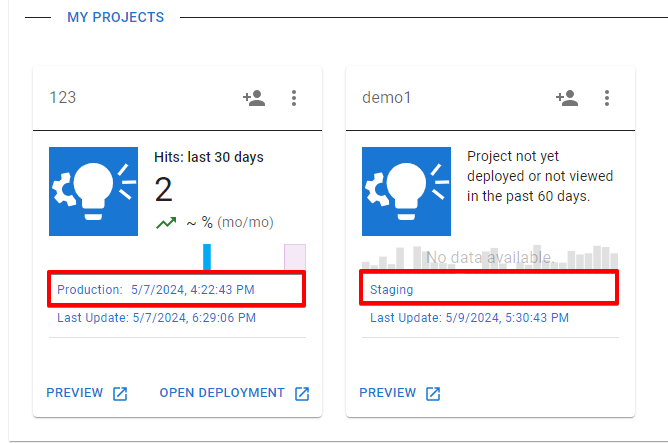 MY PROJECTS
123
Hits: last 30 days
2
~ % (mo/mo)
Production: 5/7/2024, 4:22:43 PM
Last Update: 5/7/2024, 6:29:06 PM
PREVIEW
OPEN DEPLOYMENT
demo1
Project not yet
deployed or not viewed
in the past 60 days.
No data available.
Staging
Last Update: 5/9/2024, 5:30:43 PM
PREVIEW